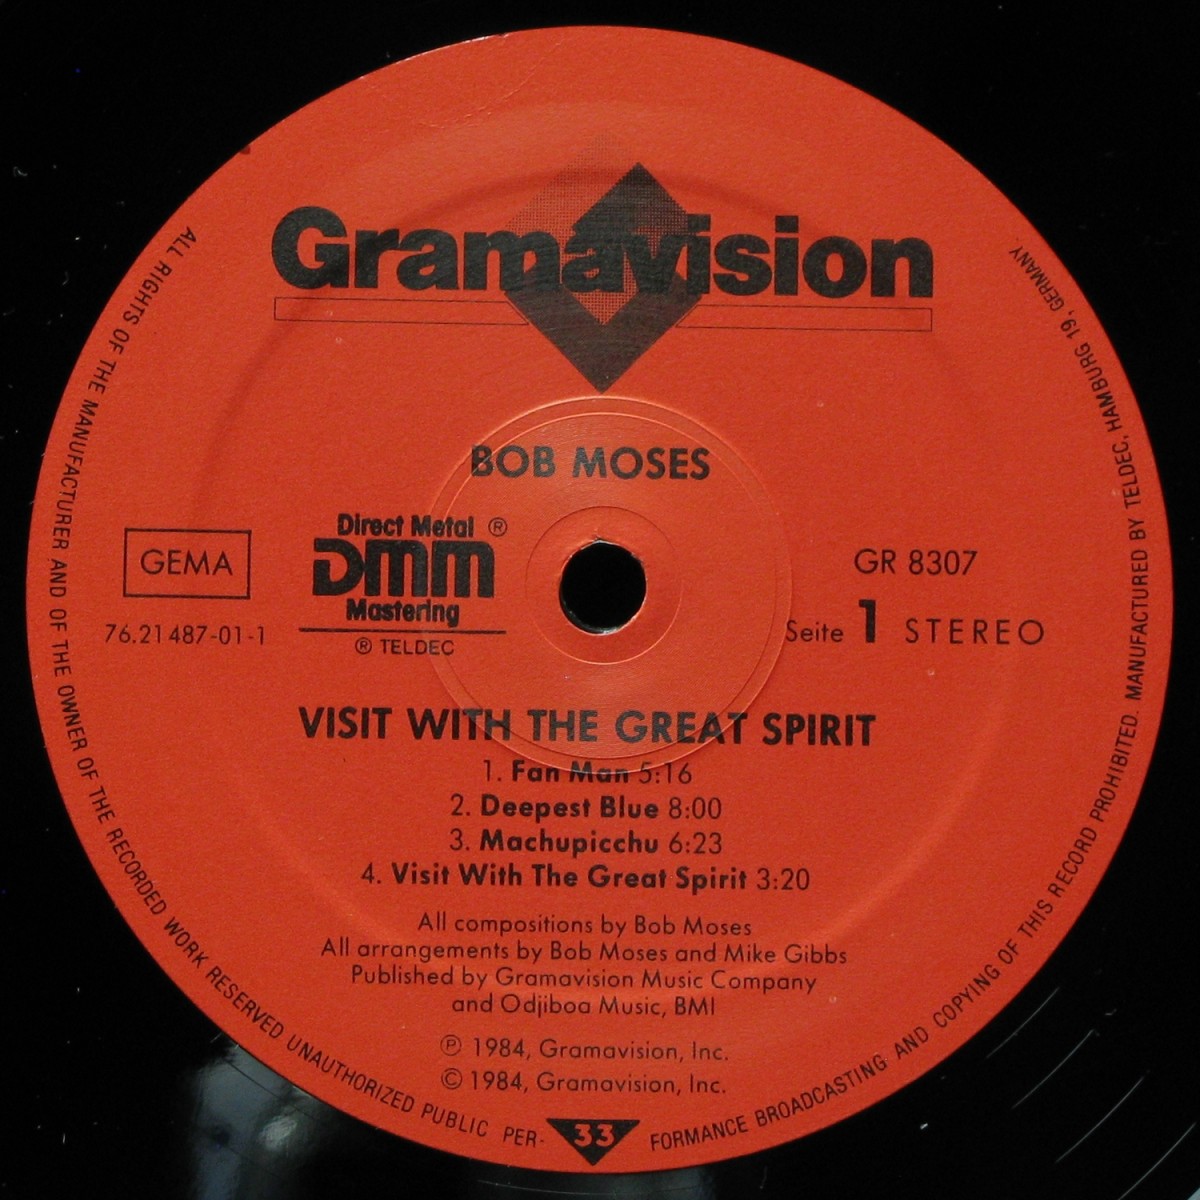 Gramavision
BOB MOSES
GEMA
76.21487-01-1
Direct Metal ®
DMM
Mastering
® TELDEC
GR 8307
Seite 1 STEREO
VISIT WITH THE GREAT SPIRIT
1. Fan Man 5:16
2. Deepest Blue 8:00
3. Machupicchu 6:23
4. Visit With The Great Spirit 3:20
All compositions by Bob Moses
All arrangements by Bob Moses and Mike Gibbs
Published by Gramavision Music Company
and Odjiboa Music, BMI
℗ 1984, Gramavision, Inc.
© 1984, Gramavision, Inc.
33
ALL RIGHTS OF THE MANUFACTURER AND OF THE OWNER OF THE RECORDED WORK RESERVED UNAUTHORIZED PUBLIC PER-FORMANCE BROADCASTING AND COPYING OF THIS RECORD PROHIBITED. MANUFACTURED BY TELDEC, HAMBURG 19, GERMANY